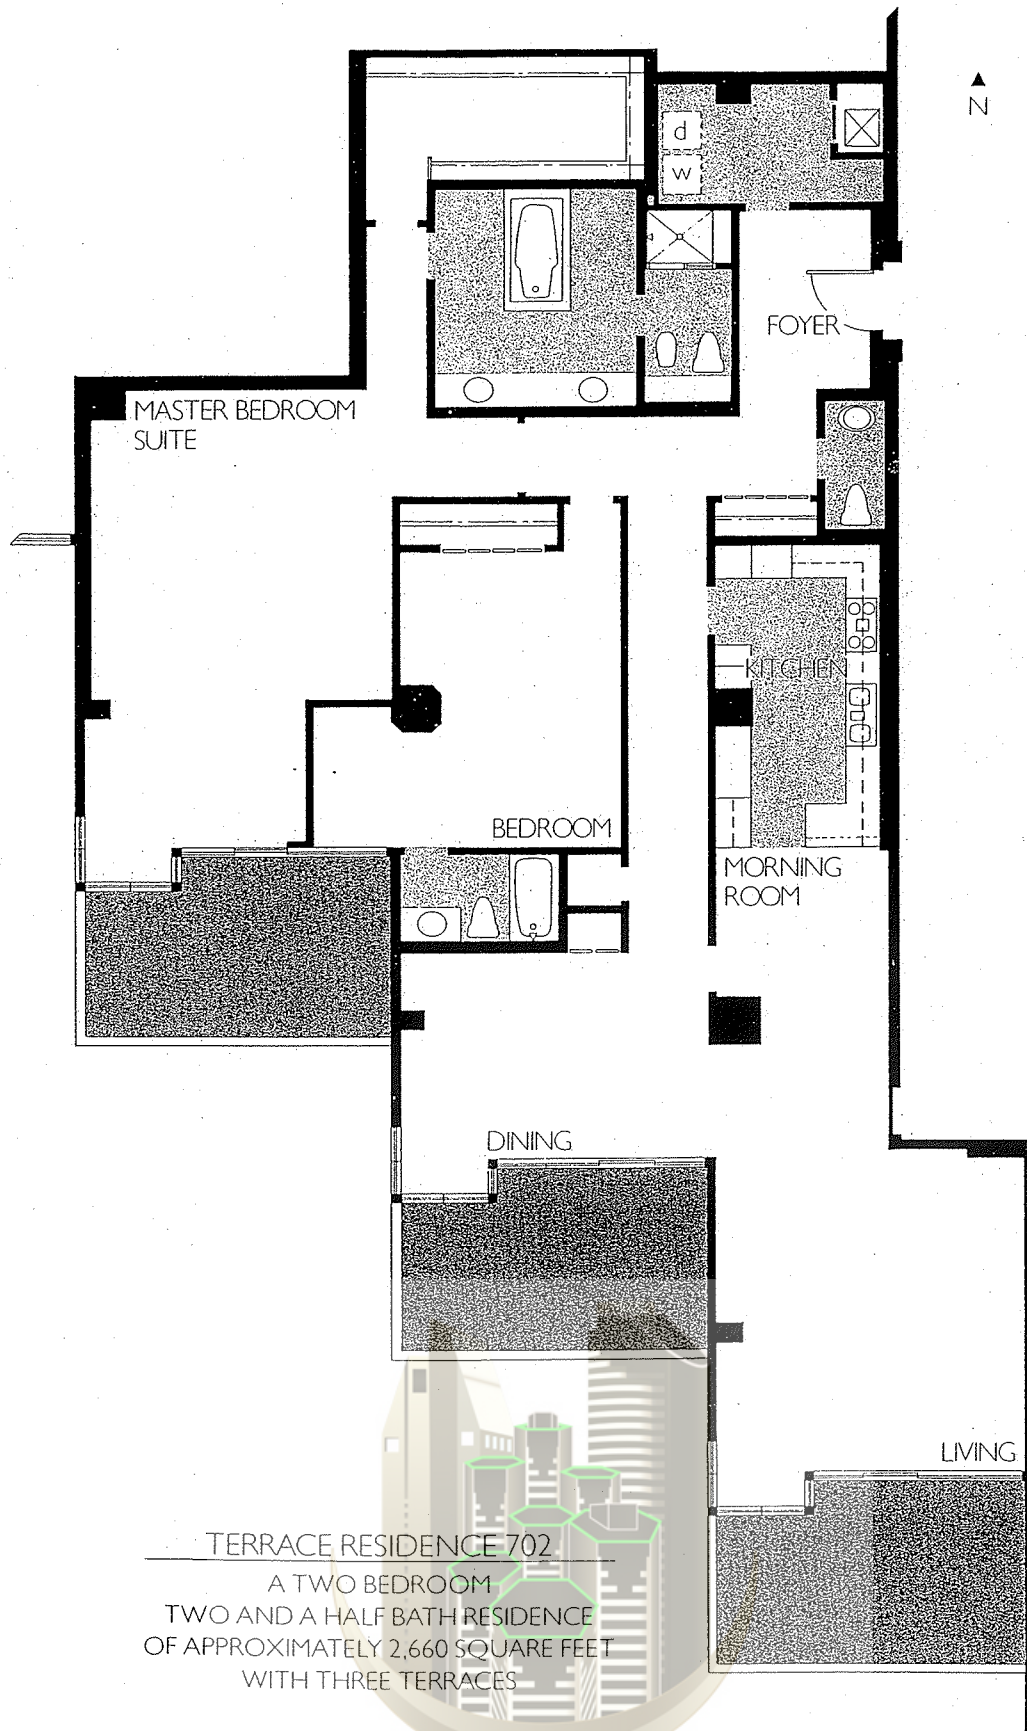 N
d
w
FOYER
MASTER BEDROOM
SUITE
KITCHEN
BEDROOM
MORNING
ROOM
DINING
LIVING
TERRACE RESIDENCE 702
A TWO BEDROOM
TWO AND A HALF BATH RESIDENCE
OF APPROXIMATELY 2,660 SQUARE FEET
WITH THREE TERRACES